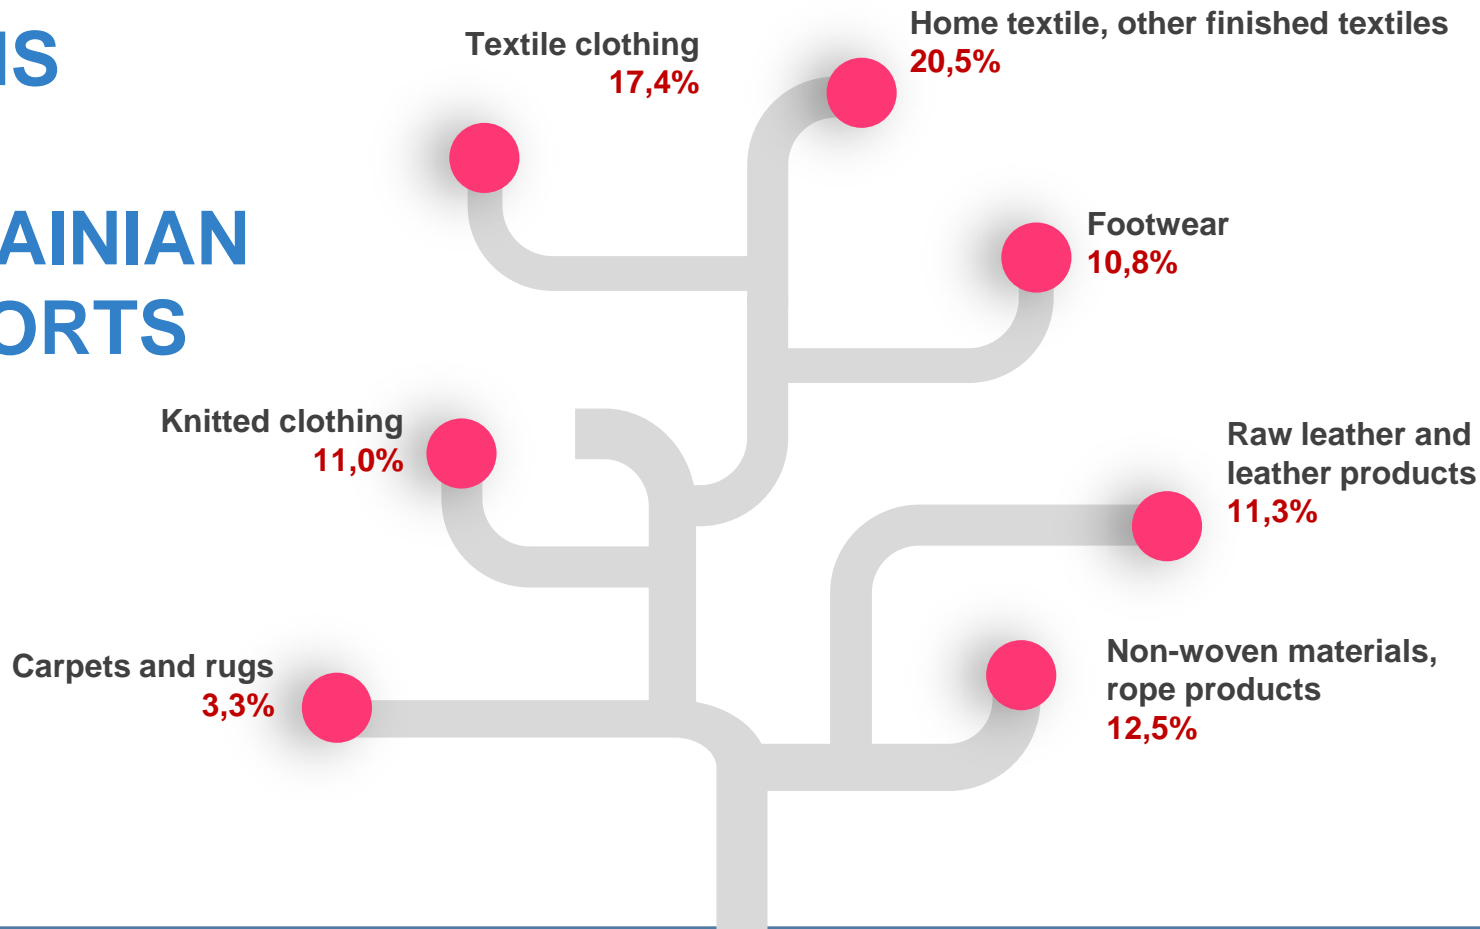 NS
AINIAN
ORTS
Textile clothing
17,4%
Home textile, other finished textiles
20,5%
Footwear
10,8%
Knitted clothing
11,0%
Raw leather and
leather products
11,3%
Carpets and rugs
3,3%
Non-woven materials,
rope products
12,5%